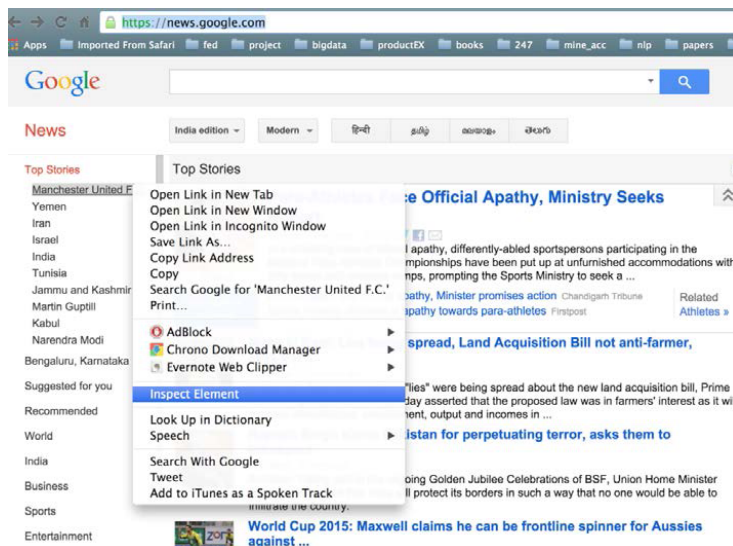 https://news.google.com
Apps Imported From Safari fed project bigdata productEX books 247 mine_acc nlp papers
Google
News
India edition Modern हिन्दी தமிழ் മലയാളം తెలుగు
Top Stories
Manchester United F
Yemen
Iran
Israel
India
Tunisia
Jammu and Kashmir
Martin Guptill
Kabul
Narendra Modi
Bengaluru, Karnataka
Suggested for you
Recommended
World
India
Business
Sports
Entertainment
Open Link in New Tab
Open Link in New Window
Open Link in Incognito Window
Save Link As...
Copy Link Address
Copy
Search Google for 'Manchester United F.C.'
Print...
AdBlock
Chrono Download Manager
Evernote Web Clipper
Inspect Element
Look Up in Dictionary
Speech
Search With Google
Tweet
Add to iTunes as a Spoken Track
Top Stories
Official Apathy, Ministry Seeks
apathy, differently-abled sportspersons participating in the
mpionships have been put up at unfurnished accommodations with
mps, prompting the Sports Ministry to seek a ...
pathy, Minister promises action Chandigarh Tribune
apathy towards para-athletes Firstpost
Related
Athletes »
spread, Land Acquisition Bill not anti-farmer,
"lies" were being spread about the new land acquisition bill, Prime
day asserted that the proposed law was in farmers' interest as it wi
ment, output and incomes in ...
istan for perpetuating terror, asks them to
oing Golden Jubilee Celebrations of BSF, Union Home Minister
ll protect its borders in such a way that no one would be able to
infiltrate the country.
World Cup 2015: Maxwell claims he can be frontline spinner for Aussies
against ...